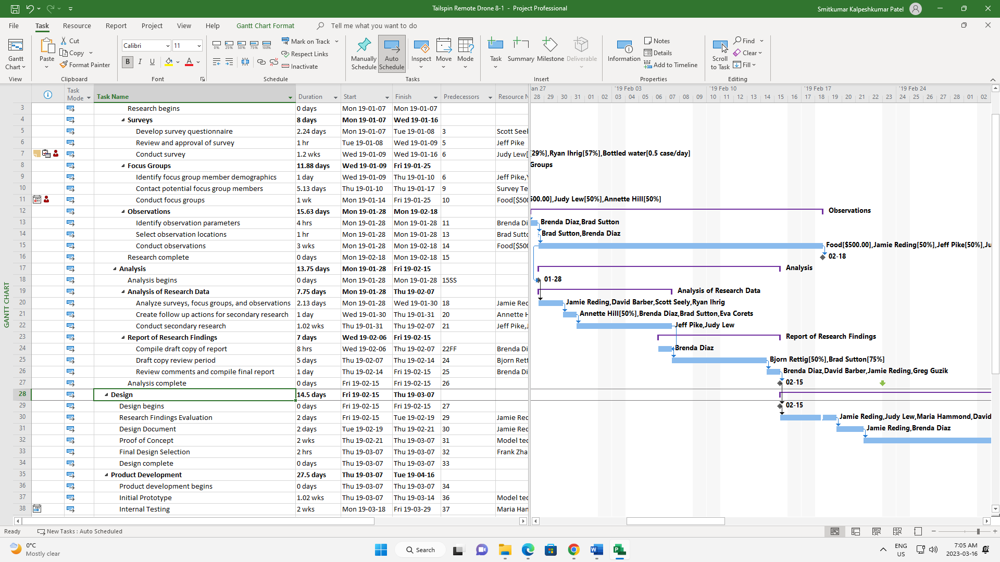 Tailspin Remote Drone 8-1 - Project Professional
Smitkumar Kalpeshkumar Patel
File Task Resource Report Project View Help Gantt Chart Format Tell me what you want to do
Gantt Chart
View
Paste
Cut
Copy
Format Painter
Clipboard
Calibri 11
B I U A
Font
0% 25% 50% 75% 100%
Mark on Track
Respect Links
Inactivate
Schedule
Manually Schedule
Auto Schedule
Inspect Move Mode
Tasks
Task Summary Milestone Deliverable
Insert
Information
Notes
Details
Add to Timeline
Properties
Scroll to Task
Find
Clear
Fill
Editing
GANTT CHART
Task Mode Task Name Duration Start Finish Predecessors Resource N
3 Research begins 0 days Mon 19-01-07 Mon 19-01-07
4 Surveys 8 days Mon 19-01-07 Wed 19-01-16
5 Develop survey questionnaire 2.24 days Mon 19-01-07 Tue 19-01-08 3 Scott Seel
6 Review and approval of survey 1 hr Tue 19-01-08 Wed 19-01-09 5 Jeff Pike
7 Conduct survey 1.2 wks Wed 19-01-09 Wed 19-01-16 6 Judy Lew[
8 Focus Groups 11.88 days Wed 19-01-09 Fri 19-01-25
9 Identify focus group member demographics 1 day Wed 19-01-09 Thu 19-01-10 6 Jeff Pike,Y
10 Contact potential focus group members 5.13 days Thu 19-01-10 Thu 19-01-17 9 Survey Te
11 Conduct focus groups 1 wk Mon 19-01-14 Fri 19-01-25 10 Food[$500
12 Observations 15.63 days Mon 19-01-28 Mon 19-02-18
13 Identify observation parameters 4 hrs Mon 19-01-28 Mon 19-01-28 11 Brenda Di
14 Select observation locations 1 hr Mon 19-01-28 Mon 19-01-28 13 Brad Sutto
15 Conduct observations 3 wks Mon 19-01-28 Mon 19-02-18 14 Food[$500
16 Research complete 0 days Mon 19-02-18 Mon 19-02-18 15
17 Analysis 13.75 days Mon 19-01-28 Fri 19-02-15
18 Analysis begins 0 days Mon 19-01-28 Mon 19-01-28 15SS
19 Analysis of Research Data 7.75 days Mon 19-01-28 Thu 19-02-07
20 Analyze surveys, focus groups, and observations 2.13 days Mon 19-01-28 Wed 19-01-30 18 Jamie Rec
21 Create follow up actions for secondary research 1 day Wed 19-01-30 Thu 19-01-31 20 Annette H
22 Conduct secondary research 1.02 wks Thu 19-01-31 Thu 19-02-07 21 Jeff Pike,J
23 Report of Research Findings 7 days Wed 19-02-06 Fri 19-02-15
24 Compile draft copy of report 8 hrs Wed 19-02-06 Thu 19-02-07 22FF Brenda Di
25 Draft copy review period 5 days Thu 19-02-07 Thu 19-02-14 24 Bjorn Rett
26 Review comments and compile final report 1 day Thu 19-02-14 Fri 19-02-15 25 Brenda Di
27 Analysis complete 0 days Fri 19-02-15 Fri 19-02-15 26
28 Design 14.5 days Fri 19-02-15 Thu 19-03-07
29 Design begins 0 days Fri 19-02-15 Fri 19-02-15 27
30 Research Findings Evaluation 2 days Fri 19-02-15 Tue 19-02-19 29 Jamie Rec
31 Design Document 2 days Tue 19-02-19 Thu 19-02-21 30 Jamie Rec
32 Proof of Concept 2 wks Thu 19-02-21 Thu 19-03-07 31 Model tec
33 Final Design Selection 2 hrs Thu 19-03-07 Thu 19-03-07 32 Frank Zha
34 Design complete 0 days Thu 19-03-07 Thu 19-03-07 33
35 Product Development 27.5 days Thu 19-03-07 Tue 19-04-16
36 Product development begins 0 days Thu 19-03-07 Thu 19-03-07 34
37 Initial Prototype 1.02 wks Thu 19-03-07 Thu 19-03-14 36 Model tec
38 Internal Testing 2 wks Mon 19-03-18 Fri 19-03-29 37 Maria Han
an 27 '19 Feb 03 '19 Feb 10 '19 Feb 17 '19 Feb 24
28 29 30 31 01 02 03 04 05 06 07 08 09 10 11 12 13 14 15 16 17 18 19 20 21 22 23 24 25 26 27 28 01 02
[29%],Ryan Ihrig[57%],Bottled water[0.5 case/day]
Groups
500.00],Judy Lew[50%],Annette Hill[50%]
Observations
Brenda Diaz,Brad Sutton
Brad Sutton,Brenda Diaz
Food[$500.00],Jamie Reding[50%],Jeff Pike[50%],Ju
02-18
Analysis
01-28
Analysis of Research Data
Jamie Reding,David Barber,Scott Seely,Ryan Ihrig
Annette Hill[50%],Brenda Diaz,Brad Sutton,Eva Corets
Jeff Pike,Judy Lew
Report of Research Findings
Brenda Diaz
Bjorn Rettig[50%],Brad Sutton[75%]
Brenda Diaz,David Barber,Jamie Reding,Greg Guzik
02-15
02-15
Jamie Reding,Judy Lew,Maria Hammond,David
Jamie Reding,Brenda Diaz
Ready New Tasks : Auto Scheduled
0°C
Mostly clear
Search
ENG
US
7:05 AM
2023-03-16